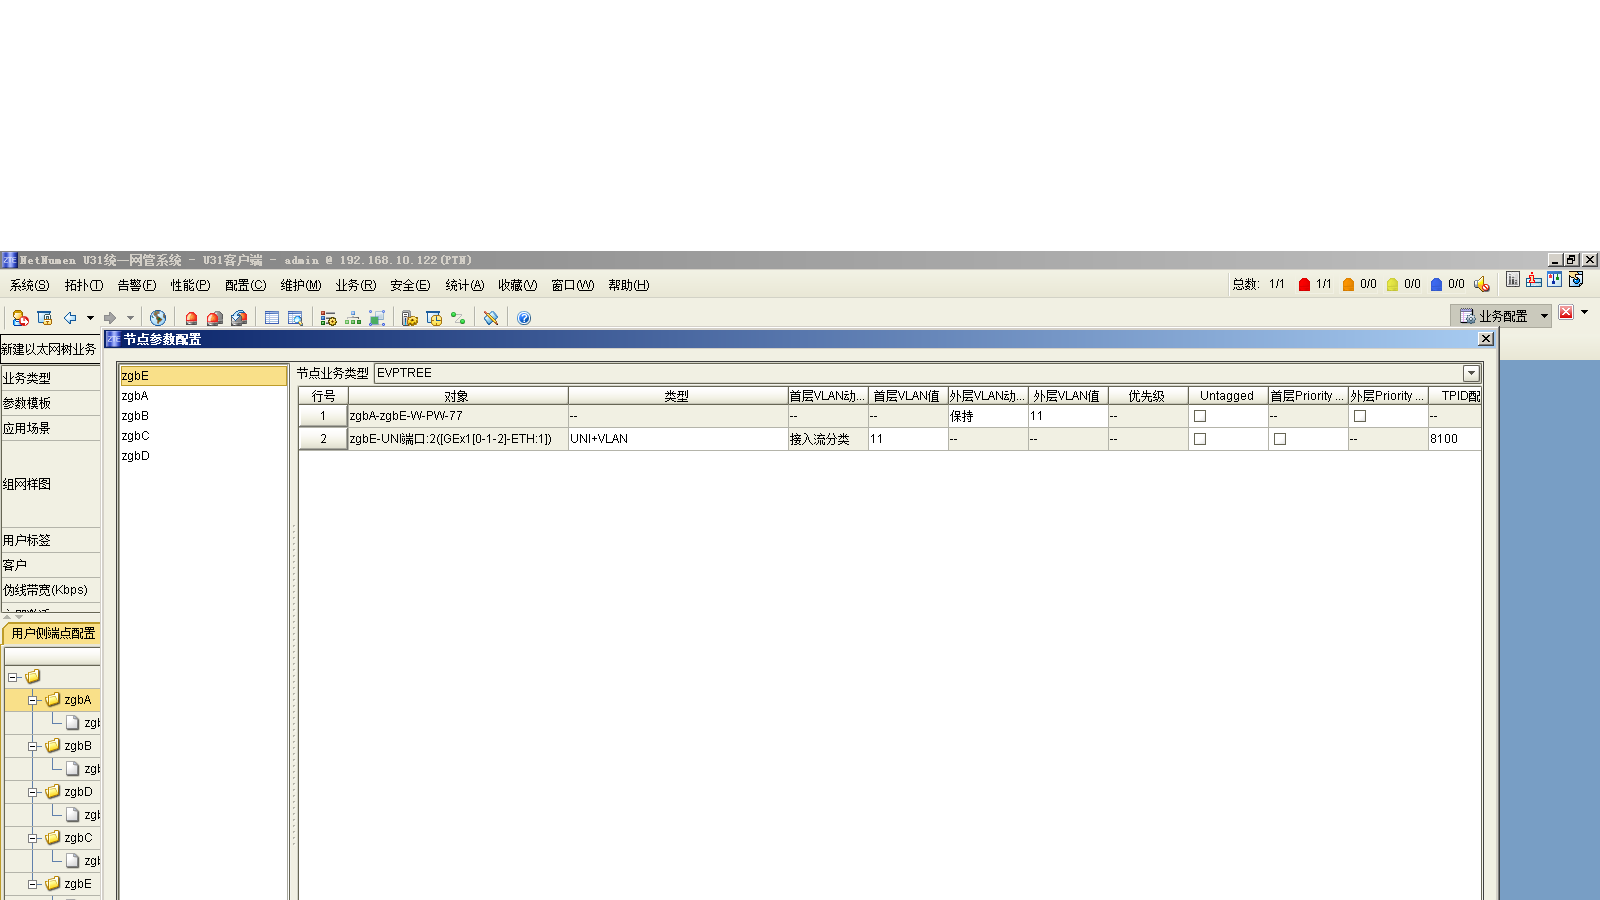 NetNumen U31统一网管系统 - U31客户端 - admin @ 192.168.10.122(PTN)
系统(S) 拓扑(T) 告警(F) 性能(P) 配置(C) 维护(M) 业务(R) 安全(E) 统计(A) 收藏(V) 窗口(W) 帮助(H) 总数: 1/1 1/1 0/0 0/0 0/0
业务配置
新建以太网树业务
业务类型
参数模板
应用场景
组网样图
用户标签
客户
伪线带宽(Kbps)
用户侧端点配置
zgbA
zgb
zgbB
zgb
zgbD
zgb
zgbC
zgb
zgbE
ZTE 节点参数配置
zgbE
zgbA
zgbB
zgbC
zgbD
节点业务类型 EVPTREE
行号 对象 类型 首层VLAN动... 首层VLAN值 外层VLAN动... 外层VLAN值 优先级 Untagged 首层Priority ... 外层Priority ... TPID配
1 zgbA-zgbE-W-PW-77 -- -- -- 保持 11 -- -- --
2 zgbE-UNI端口:2([GEx1[0-1-2]-ETH:1]) UNI+VLAN 接入流分类 11 -- -- -- -- 8100